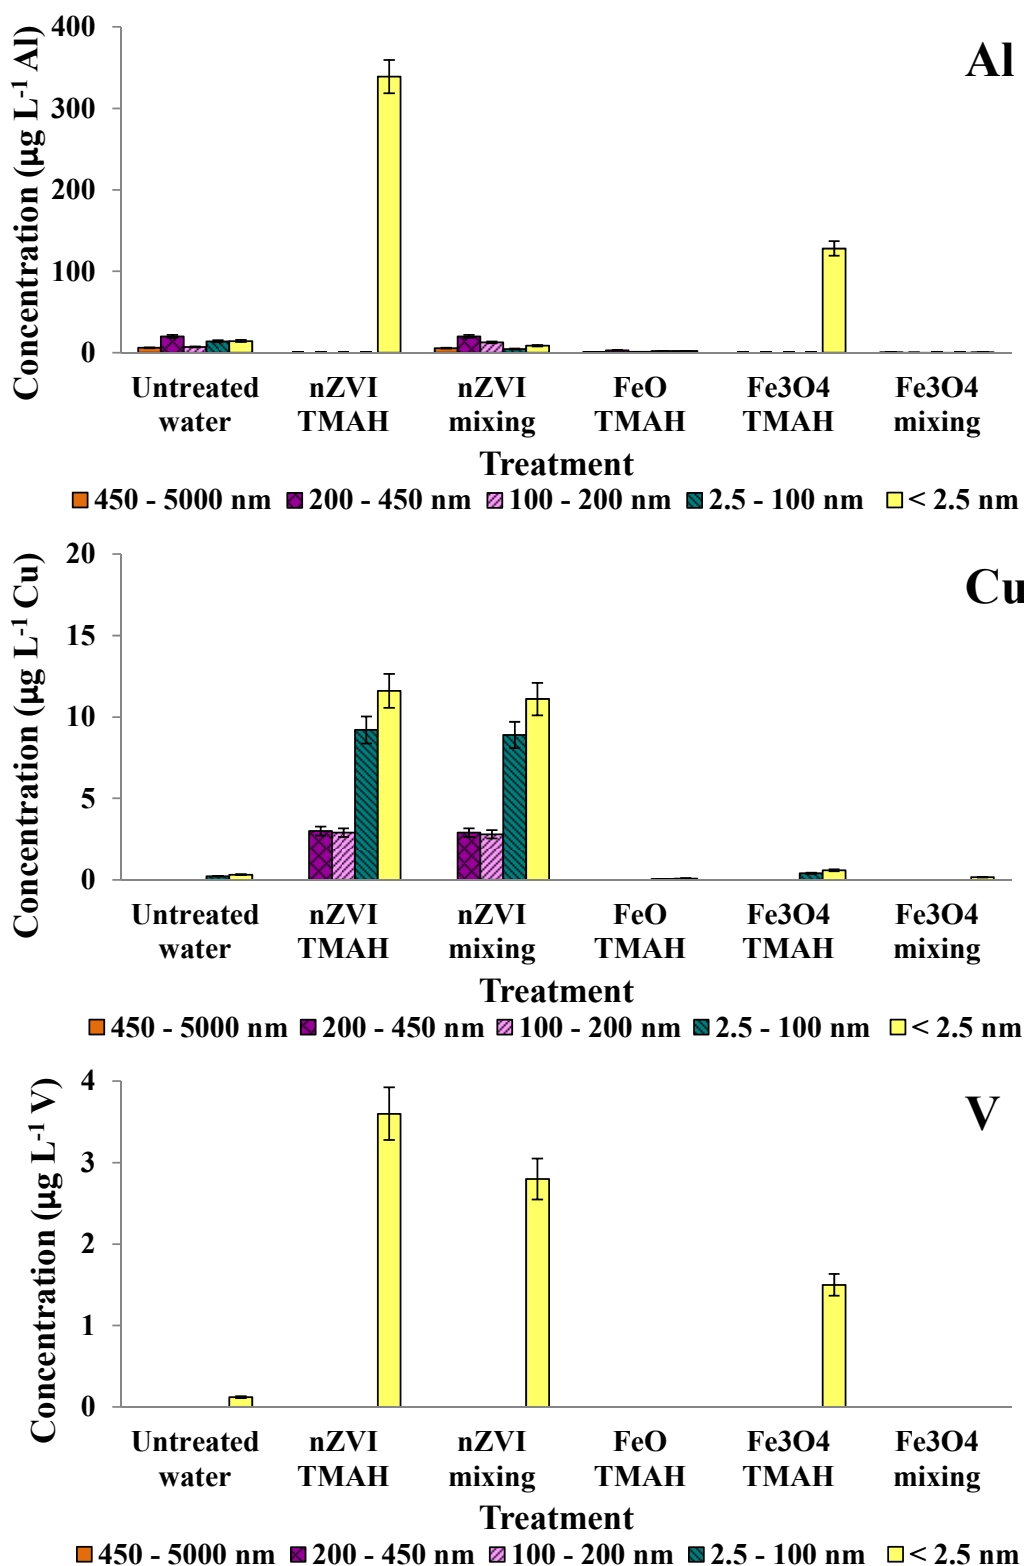 Al
Concentration (µg L-1 Al)
400
300
200
100
0
Untreated water
nZVI TMAH
nZVI mixing
FeO TMAH
Fe3O4 TMAH
Fe3O4 mixing
Treatment
450 - 5000 nm 200 - 450 nm 100 - 200 nm 2.5 - 100 nm < 2.5 nm
Cu
Concentration (µg L-1 Cu)
20
15
10
5
0
Untreated water
nZVI TMAH
nZVI mixing
FeO TMAH
Fe3O4 TMAH
Fe3O4 mixing
Treatment
450 - 5000 nm 200 - 450 nm 100 - 200 nm 2.5 - 100 nm < 2.5 nm
V
Concentration (µg L-1 V)
4
3
2
1
0
Untreated water
nZVI TMAH
nZVI mixing
FeO TMAH
Fe3O4 TMAH
Fe3O4 mixing
Treatment
450 - 5000 nm 200 - 450 nm 100 - 200 nm 2.5 - 100 nm < 2.5 nm